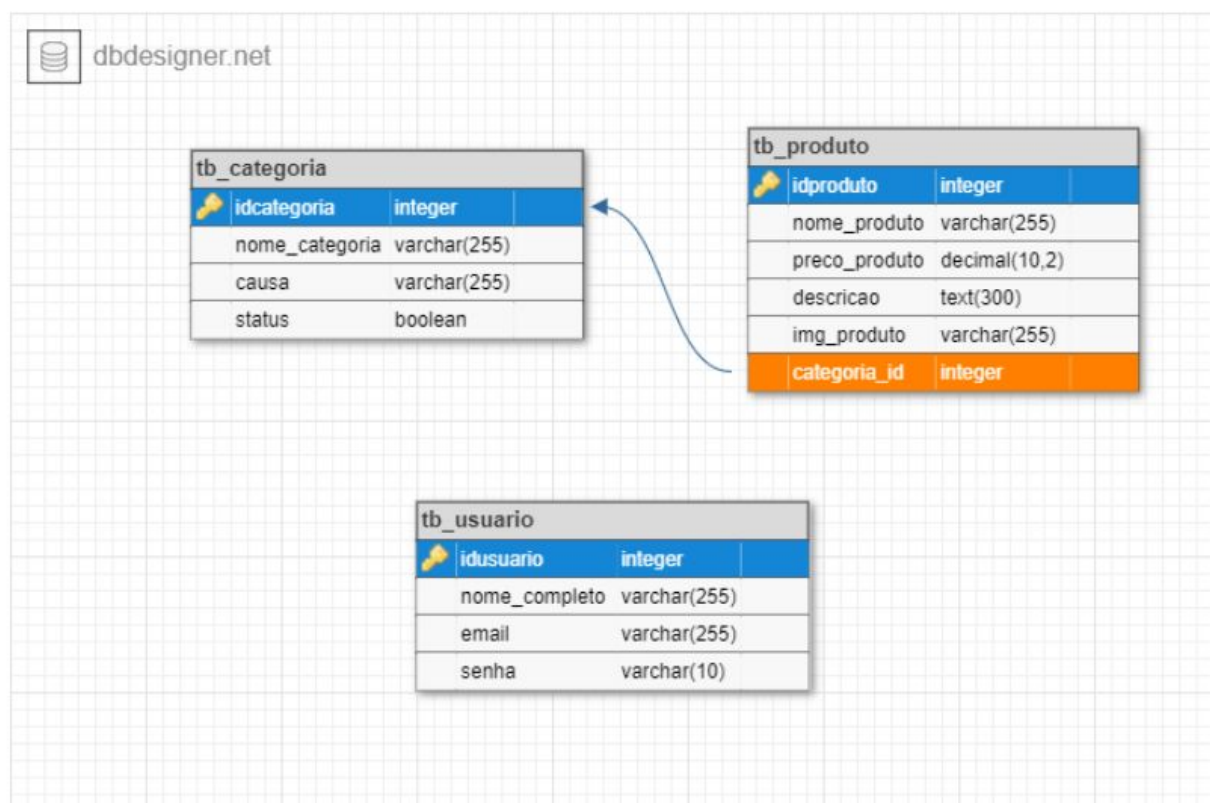 dbdesigner.net
tb_categoria
idcategoria integer
nome_categoria varchar(255)
causa varchar(255)
status boolean
tb_produto
idproduto integer
nome_produto varchar(255)
preco_produto decimal(10,2)
descricao text(300)
img_produto varchar(255)
categoria_id integer
tb_usuario
idusuario integer
nome_completo varchar(255)
email varchar(255)
senha varchar(10)